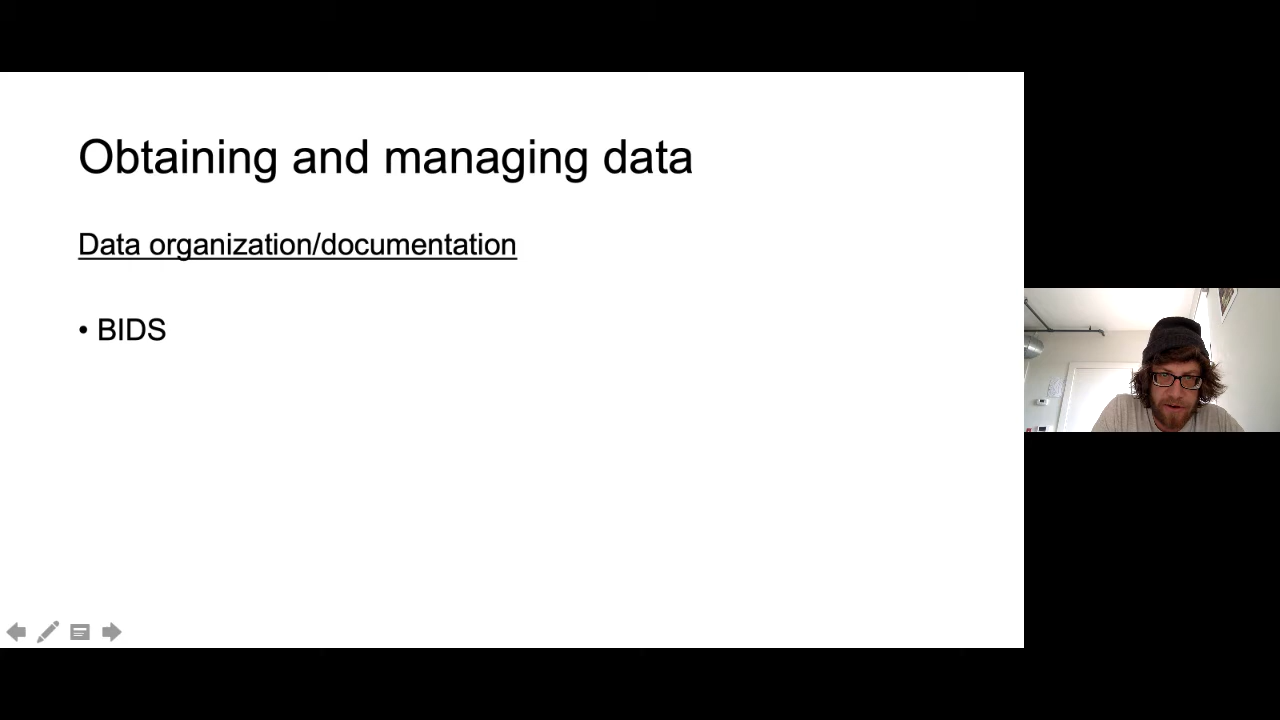 Obtaining and managing data
Data organization/documentation
• BIDS